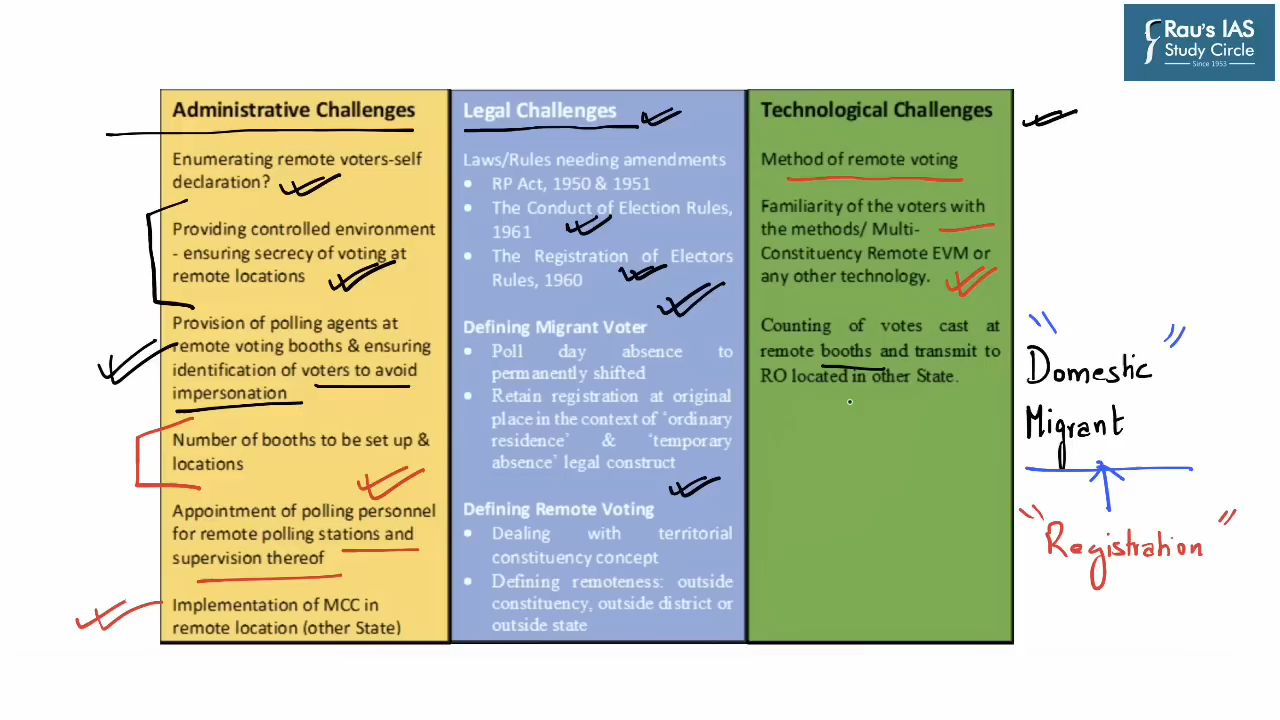 Rau's IAS
Study Circle
Since 1953
Administrative Challenges
Enumerating remote voters-self
declaration?
Providing controlled environment
- ensuring secrecy of voting at
remote locations
Provision of polling agents at
remote voting booths & ensuring
identification of voters to avoid
impersonation
Number of booths to be set up &
locations
Appointment of polling personnel
for remote polling stations and
supervision thereof
Implementation of MCC in
remote location (other State)
Legal Challenges
Laws/Rules needing amendments
• RP Act, 1950 & 1951
• The Conduct of Election Rules,
1961
• The Registration of Electors
Rules, 1960
Defining Migrant Voter
• Poll day absence to
permanently shifted
• Retain registration at original
place in the context of ‘ordinary
residence’ & ‘temporary
absence’ legal construct
Defining Remote Voting
• Dealing with territorial
constituency concept
• Defining remoteness: outside
constituency, outside district or
outside state
Technological Challenges
Method of remote voting
Familiarity of the voters with
the methods/ Multi-
Constituency Remote EVM or
any other technology.
Counting of votes cast at
remote booths and transmit to
RO located in other State.
"Domestic"
Migrant
"Registration"